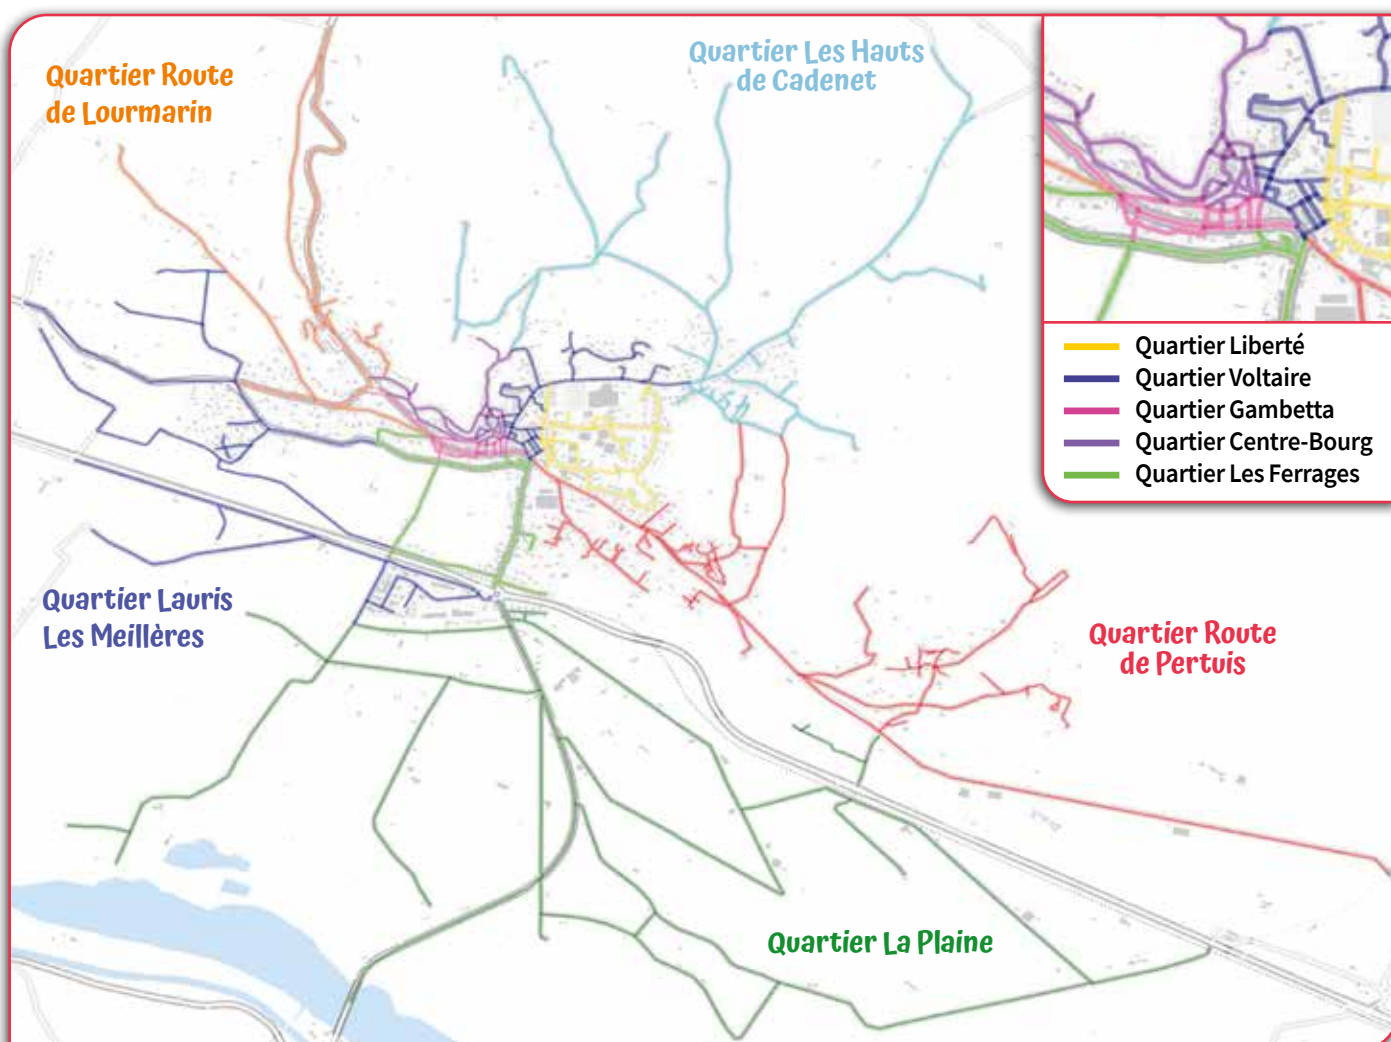 Quartier Route
de Lourmarin
Quartier Les Hauts
de Cadenet
Quartier Liberté
Quartier Voltaire
Quartier Gambetta
Quartier Centre-Bourg
Quartier Les Ferrages
Quartier Lauris
Les Meillères
Quartier Route
de Pertuis
Quartier La Plaine